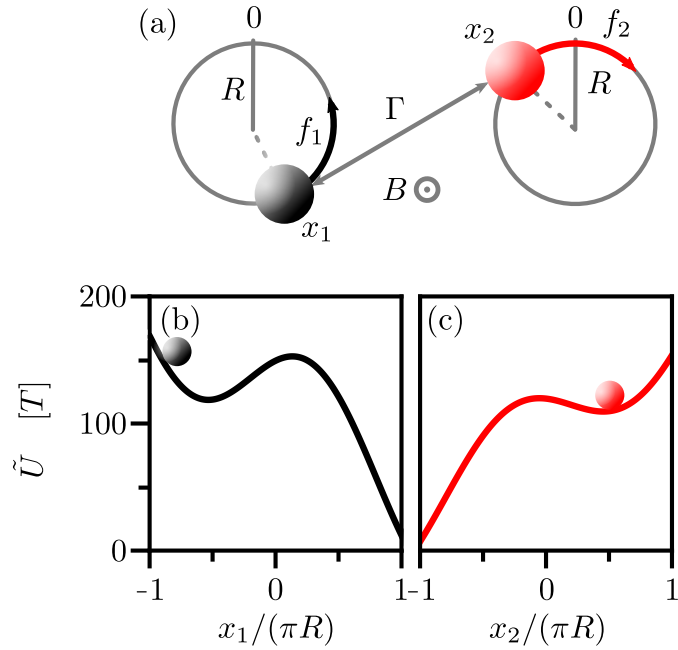 (a)
0
0
R
f₁
x₁
Γ
B
x₂
f₂
R
Ũ [T]
200
100
0
(b)
(c)
-1
0
1
-1
0
1
x₁/(πR)
x₂/(πR)